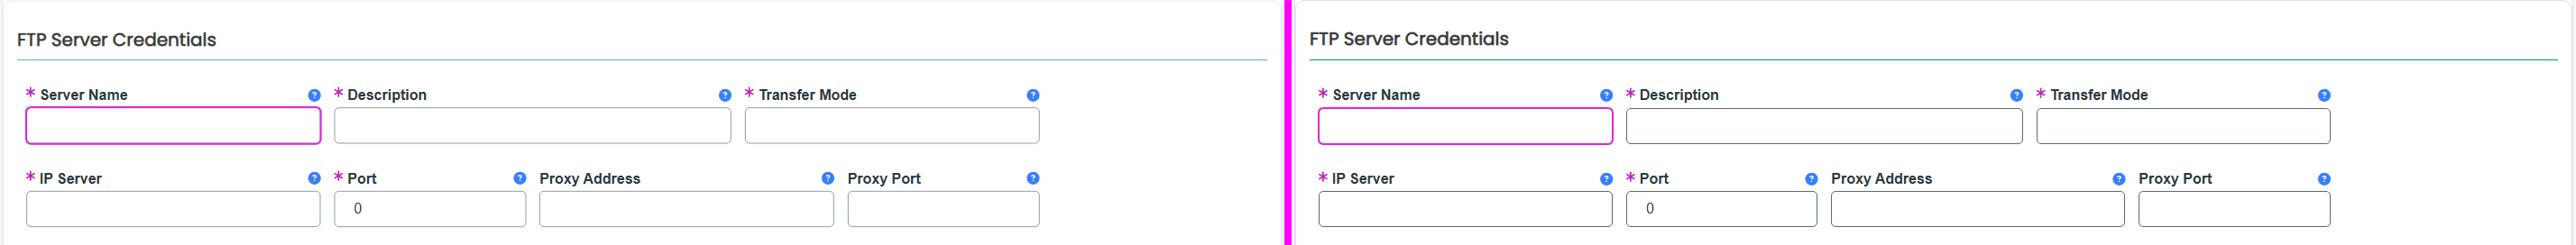 FTP Server Credentials
* Server Name ? * Description ? * Transfer Mode ?
* IP Server ? * Port ? Proxy Address ? Proxy Port ?
0
FTP Server Credentials
* Server Name ? * Description ? * Transfer Mode ?
* IP Server ? * Port ? Proxy Address ? Proxy Port ?
0